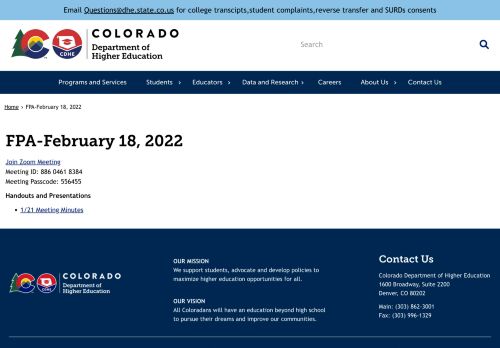 Email Questions@dhe.state.co.us for college transcipts,student complaints,reverse transfer and SURDs consents
CDHE
COLORADO
Department of
Higher Education
Search
Programs and Services Students › Educators › Data and Research › Careers About Us › Contact Us
Home › FPA-February 18, 2022
FPA-February 18, 2022
Join Zoom Meeting
Meeting ID: 886 0461 8384
Meeting Passcode: 556455
Handouts and Presentations
• 1/21 Meeting Minutes
CDHE
COLORADO
Department of
Higher Education
OUR MISSION
We support students, advocate and develop policies to
maximize higher education opportunities for all.
OUR VISION
All Coloradans will have an education beyond high school
to pursue their dreams and improve our communities.
Contact Us
Colorado Department of Higher Education
1600 Broadway, Suite 2200
Denver, CO 80202
Main: (303) 862-3001
Fax: (303) 996-1329